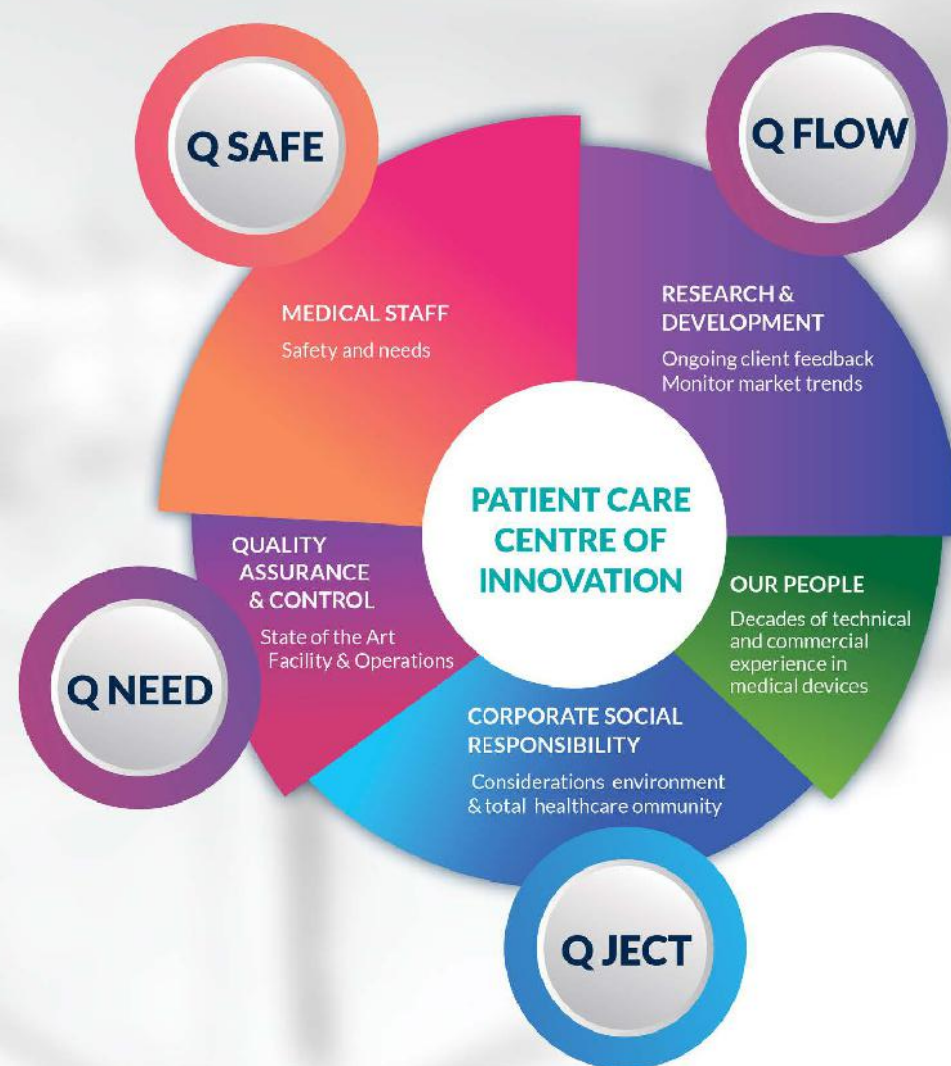 Q SAFE
Q FLOW
MEDICAL STAFF
Safety and needs
RESEARCH &
DEVELOPMENT
Ongoing client feedback
Monitor market trends
PATIENT CARE
CENTRE OF
INNOVATION
QUALITY
ASSURANCE
& CONTROL
State of the Art
Facility & Operations
OUR PEOPLE
Decades of technical
and commercial
experience in
medical devices
Q NEED
CORPORATE SOCIAL
RESPONSIBILITY
Considerations environment
& total healthcare ommunity
Q JECT